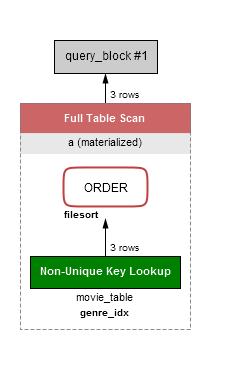 query_block #1
3 rows
Full Table Scan
a (materialized)
ORDER
filesort
3 rows
Non-Unique Key Lookup
movie_table
genre_idx